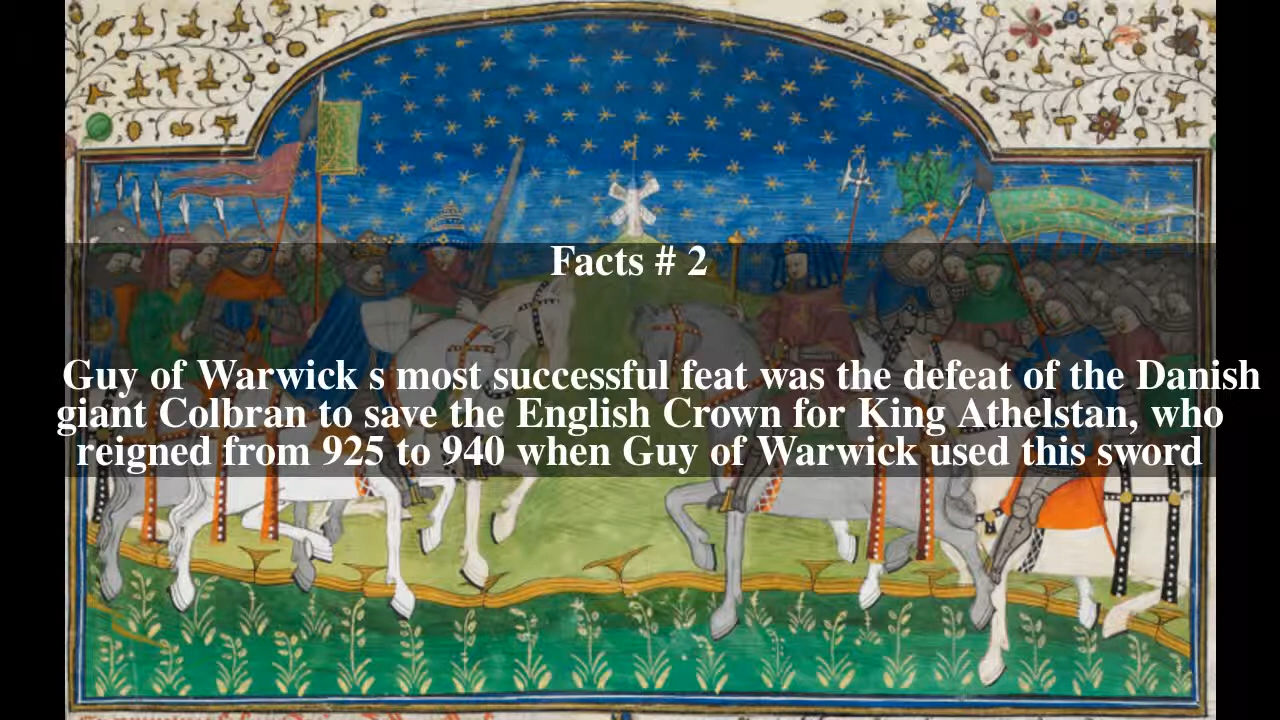 Facts # 2
Guy of Warwick s most successful feat was the defeat of the Danish
giant Colbran to save the English Crown for King Athelstan, who
reigned from 925 to 940 when Guy of Warwick used this sword